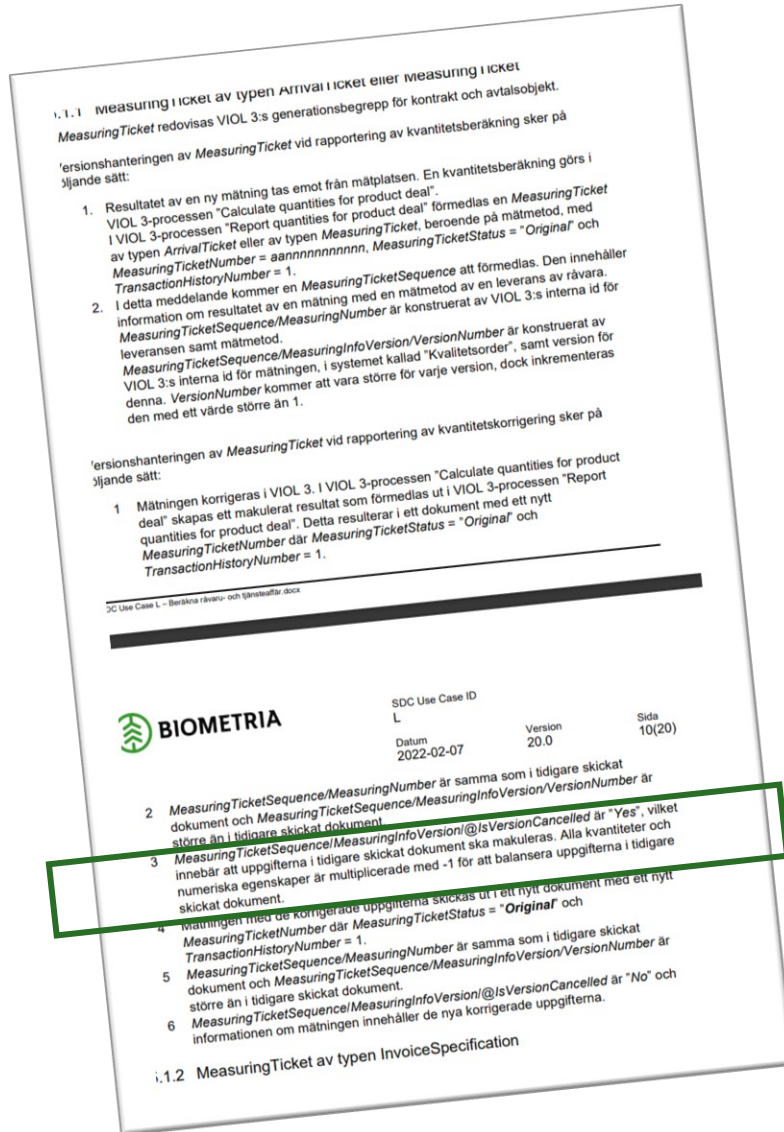 .1.1 MeasuringTicket av typen ArrivalTicket eller MeasuringTicket
MeasuringTicket redovisas VIOL 3:s generationsbegrepp för kontrakt och avtalsobjekt.
ersionshanteringen av MeasuringTicket vid rapportering av kvantitetsberäkning sker på
öljande sätt:
1. Resultatet av en ny mätning tas emot från mätplatsen. En kvantitetsberäkning görs i
VIOL 3-processen "Calculate quantities for product deal".
I VIOL 3-processen "Report quantities for product deal" förmedlas en MeasuringTicket
av typen ArrivalTicket eller av typen MeasuringTicket, beroende på mätmetod, med
MeasuringTicketNumber = aannnnnnnnnnn, MeasuringTicketStatus = "Original" och
TransactionHistoryNumber = 1.
2. I detta meddelande kommer en MeasuringTicketSequence att förmedlas. Den innehåller
information om resultatet av en mätning med en mätmetod av en leverans av råvara.
MeasuringTicketSequence/MeasuringNumber är konstruerat av VIOL 3:s interna id för
leveransen samt mätmetod.
MeasuringTicketSequence/MeasuringInfoVersion/VersionNumber är konstruerat av
VIOL 3:s interna id för mätningen, i systemet kallad "Kvalitetsorder", samt version för
denna. VersionNumber kommer att vara större för varje version, dock inkrementeras
den med ett värde större än 1.
ersionshanteringen av MeasuringTicket vid rapportering av kvantitetskorrigering sker på
öljande sätt:
1 Mätningen korrigeras i VIOL 3. I VIOL 3-processen "Calculate quantities for product
deal" skapas ett makulerat resultat som förmedlas ut i VIOL 3-processen "Report
quantities for product deal". Detta resulterar i ett dokument med ett nytt
MeasuringTicketNumber där MeasuringTicketStatus = "Original" och
TransactionHistoryNumber = 1.
DC Use Case L – Beräkna råvaru- och tjänsteaffär.docx
BIOMETRIA
SDC Use Case ID
L
Datum
2022-02-07
Version
20.0
Sida
10(20)
2 MeasuringTicketSequence/MeasuringNumber är samma som i tidigare skickat
dokument och MeasuringTicketSequence/MeasuringInfoVersion/VersionNumber är
större än i tidigare skickat dokument.
3 MeasuringTicketSequence/MeasuringInfoVersion/@IsVersionCancelled är "Yes", vilket
innebär att uppgifterna i tidigare skickat dokument ska makuleras. Alla kvantiteter och
numeriska egenskaper är multiplicerade med -1 för att balansera uppgifterna i tidigare
skickat dokument.
4 Mätningen med de korrigerade uppgifterna skickas ut i ett nytt dokument med ett nytt
MeasuringTicketNumber där MeasuringTicketStatus = "Original" och
TransactionHistoryNumber = 1.
5 MeasuringTicketSequence/MeasuringNumber är samma som i tidigare skickat
dokument och MeasuringTicketSequence/MeasuringInfoVersion/VersionNumber är
större än i tidigare skickat dokument.
6 MeasuringTicketSequence/MeasuringInfoVersion/@IsVersionCancelled är "No" och
informationen om mätningen innehåller de nya korrigerade uppgifterna.
.1.2 MeasuringTicket av typen InvoiceSpecification